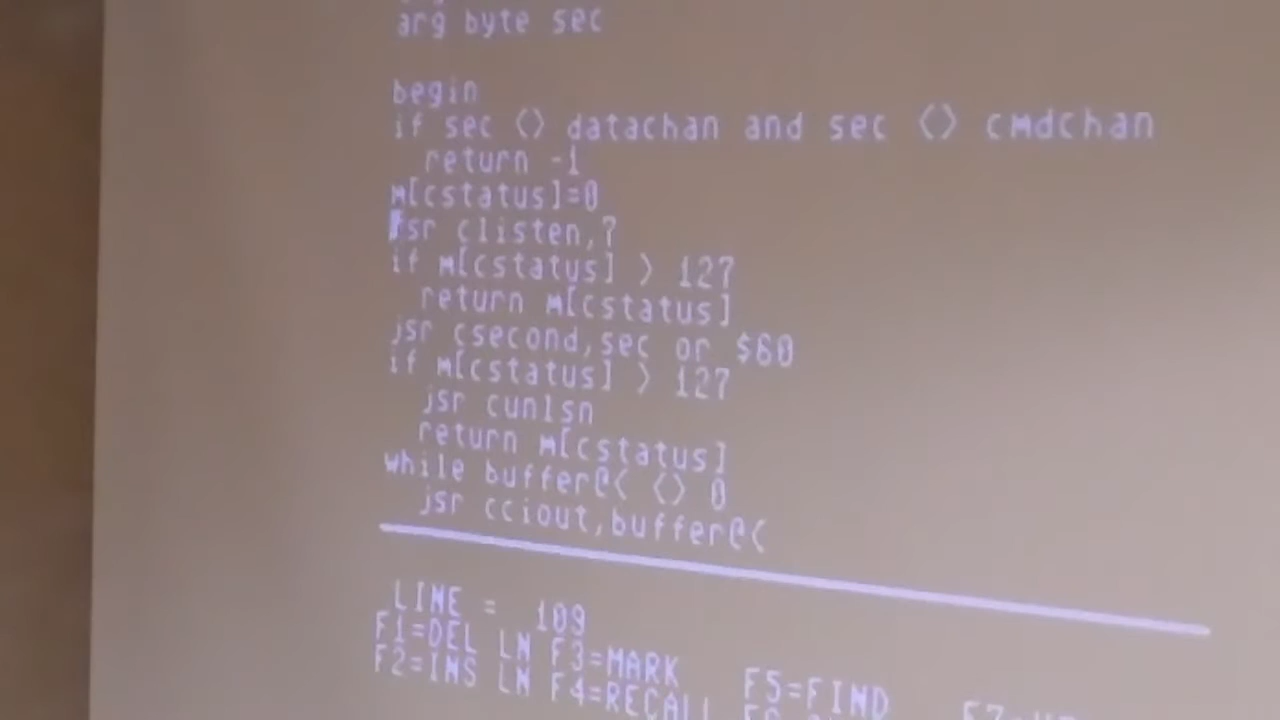 arg byte sec
begin
if sec <> datachan and sec <> cmdchan
return -1
m[cstatus]=0
jsr clisten,?
if m[cstatus] > 127
return m[cstatus]
jsr csecond,sec or $60
if m[cstatus] > 127
jsr cunlsn
return m[cstatus]
while buffer@( <> 0
jsr cciout,buffer@(
LINE = 109
F1=DEL LN F3=MARK F5=FIND
F2=INS LN F4=RECALL